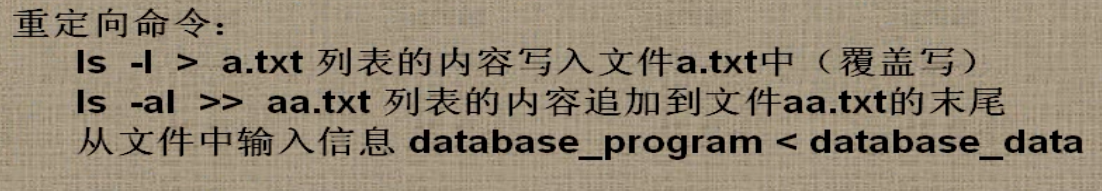 重定向命令：
ls -l > a.txt 列表的内容写入文件a.txt中（覆盖写）
ls -al >> aa.txt 列表的内容追加到文件aa.txt的末尾
从文件中输入信息 database_program < database_data